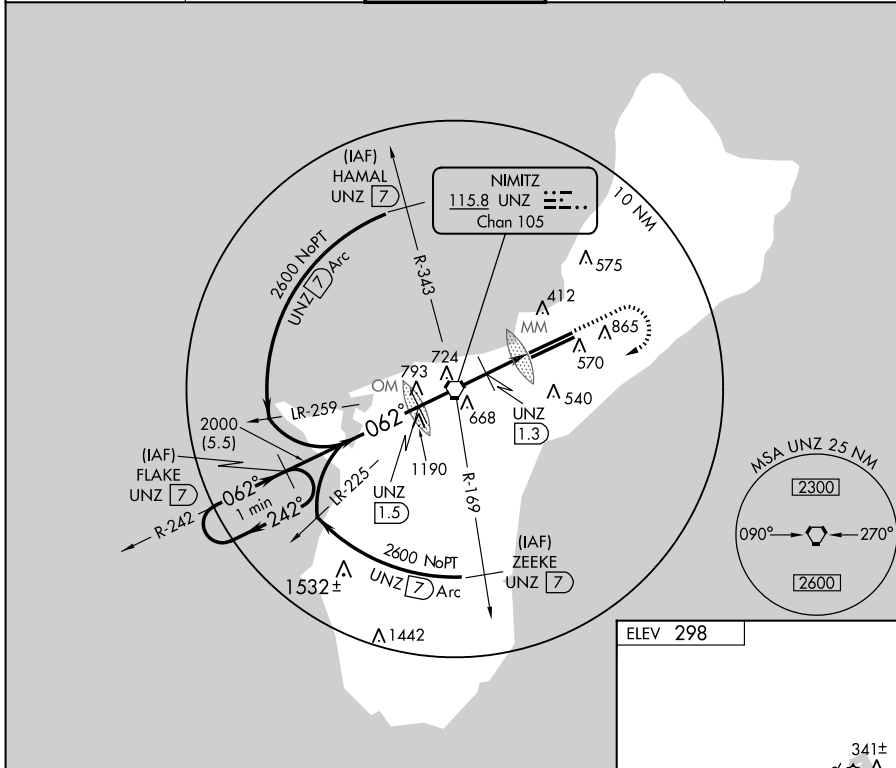 (IAF)
HAMAL
UNZ 7
NIMITZ
115.8 UNZ
Chan 105
10 NM
2600 NoPT
UNZ 7 Arc
R-343
575
412
MM
865
570
724
793
OM
540
668
LR-259
062°
UNZ
1.3
2000
(5.5)
1190
(IAF)
FLAKE
UNZ 7
062°
1 min
242°
R-242
LR-225
UNZ
1.5
R-169
MSA UNZ 25 NM
2300
090°
270°
2600
2600 NoPT
UNZ 7 Arc
(IAF)
ZEEKE
UNZ 7
1532±
1442
ELEV 298
341±